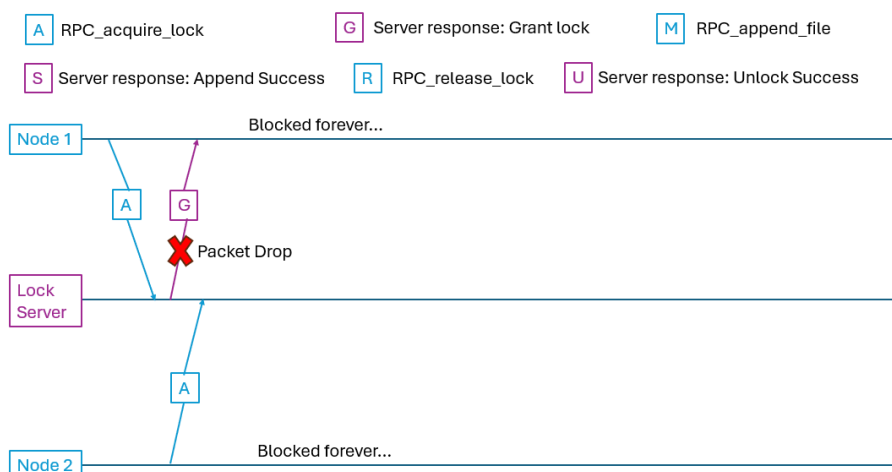 A RPC_acquire_lock G Server response: Grant lock M RPC_append_file
S Server response: Append Success R RPC_release_lock U Server response: Unlock Success
Blocked forever...
Node 1
A G
Packet Drop
Lock
Server
A
Blocked forever...
Node 2